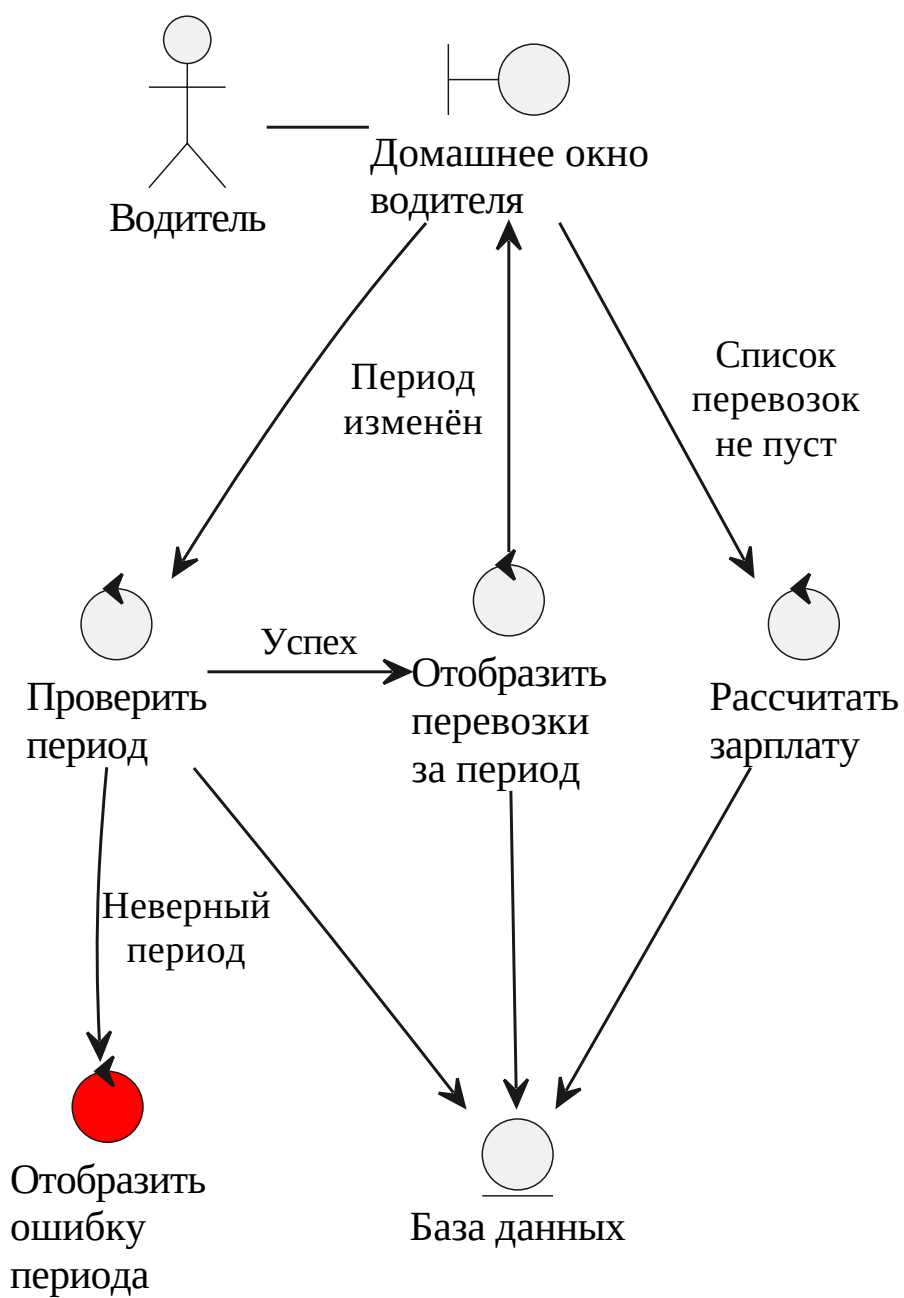 Водитель
Домашнее окно
водителя
Период
изменён
Список
перевозок
не пуст
Успех
Проверить
период
Отобразить
перевозки
за период
Рассчитать
зарплату
Неверный
период
Отобразить
ошибку
периода
База данных